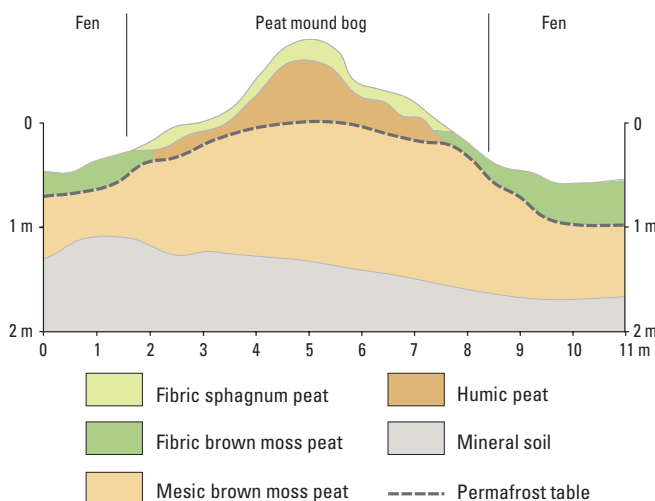 Fen Peat mound bog Fen
0 0
1 m 1 m
2 m 2 m
0 1 2 3 4 5 6 7 8 9 10 11 m
Fibric sphagnum peat Humic peat
Fibric brown moss peat Mineral soil
Mesic brown moss peat Permafrost table